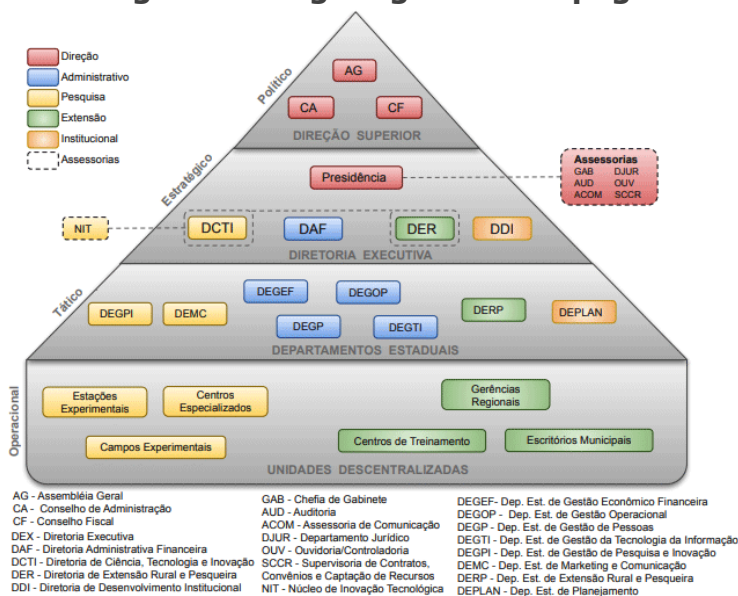 Direção
Administrativo
Pesquisa
Extensão
Institucional
Assessorias
Político
AG
CA
CF
DIREÇÃO SUPERIOR
Estratégico
Presidência
Assessorias
GAB DJUR
AUD OUV
ACOM SCCR
NIT
DCTI
DAF
DER
DDI
DIRETORIA EXECUTIVA
Tático
DEGPI
DEMC
DEGEF
DEGOP
DEGP
DEGTI
DERP
DEPLAN
DEPARTAMENTOS ESTADUAIS
Operacional
Estações
Experimentais
Centros
Especializados
Gerências
Regionais
Campos Experimentais
Centros de Treinamento
Escritórios Municipais
UNIDADES DESCENTRALIZADAS
AG - Assembléia Geral
CA - Conselho de Administração
CF - Conselho Fiscal
DEX - Diretoria Executiva
DAF - Diretoria Administrativa Financeira
DCTI - Diretoria de Ciência, Tecnologia e Inovação
DER - Diretoria de Extensão Rural e Pesqueira
DDI - Diretoria de Desenvolvimento Institucional
GAB - Chefia de Gabinete
AUD - Auditoria
ACOM - Assessoria de Comunicação
DJUR - Departamento Jurídico
OUV - Ouvidoria/Controladoria
SCCR - Supervisoria de Contratos,
Convênios e Captação de Recursos
NIT - Núcleo de Inovação Tecnológica
DEGEF- Dep. Est. de Gestão Econômico Financeira
DEGOP - Dep. Est. de Gestão Operacional
DEGP - Dep. Est. de Gestão de Pessoas
DEGTI - Dep. Est. de Gestão da Tecnologia da Informação
DEGPI - Dep. Est. de Gestão de Pesquisa e Inovação
DEMC - Dep. Est. de Marketing e Comunicação
DERP - Dep. Est. de Extensão Rural e Pesqueira
DEPLAN - Dep. Est. de Planejamento